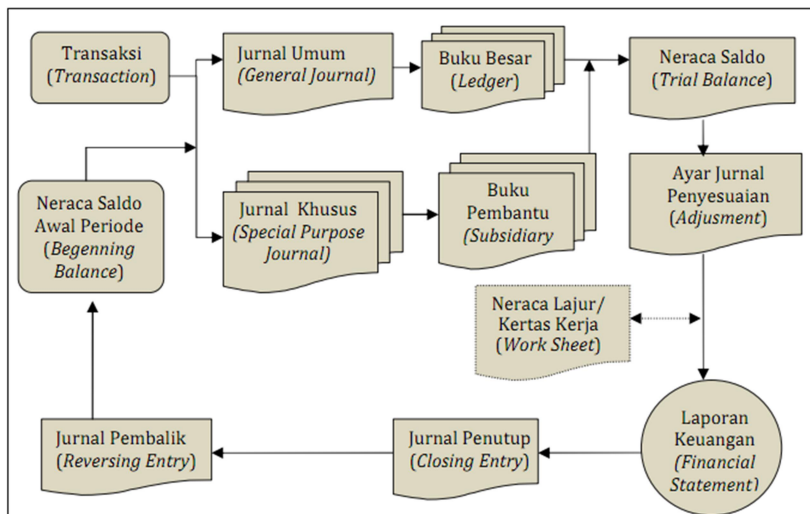 Transaksi
(Transaction)
Jurnal Umum
(General Journal)
Buku Besar
(Ledger)
Neraca Saldo
(Trial Balance)
Neraca Saldo
Awal Periode
(Begenning
Balance)
Jurnal Khusus
(Special Purpose
Journal)
Buku
Pembantu
(Subsidiary
Ayar Jurnal
Penyesuaian
(Adjusment)
Neraca Lajur/
Kertas Kerja
(Work Sheet)
Jurnal Pembalik
(Reversing Entry)
Jurnal Penutup
(Closing Entry)
Laporan
Keuangan
(Financial
Statement)